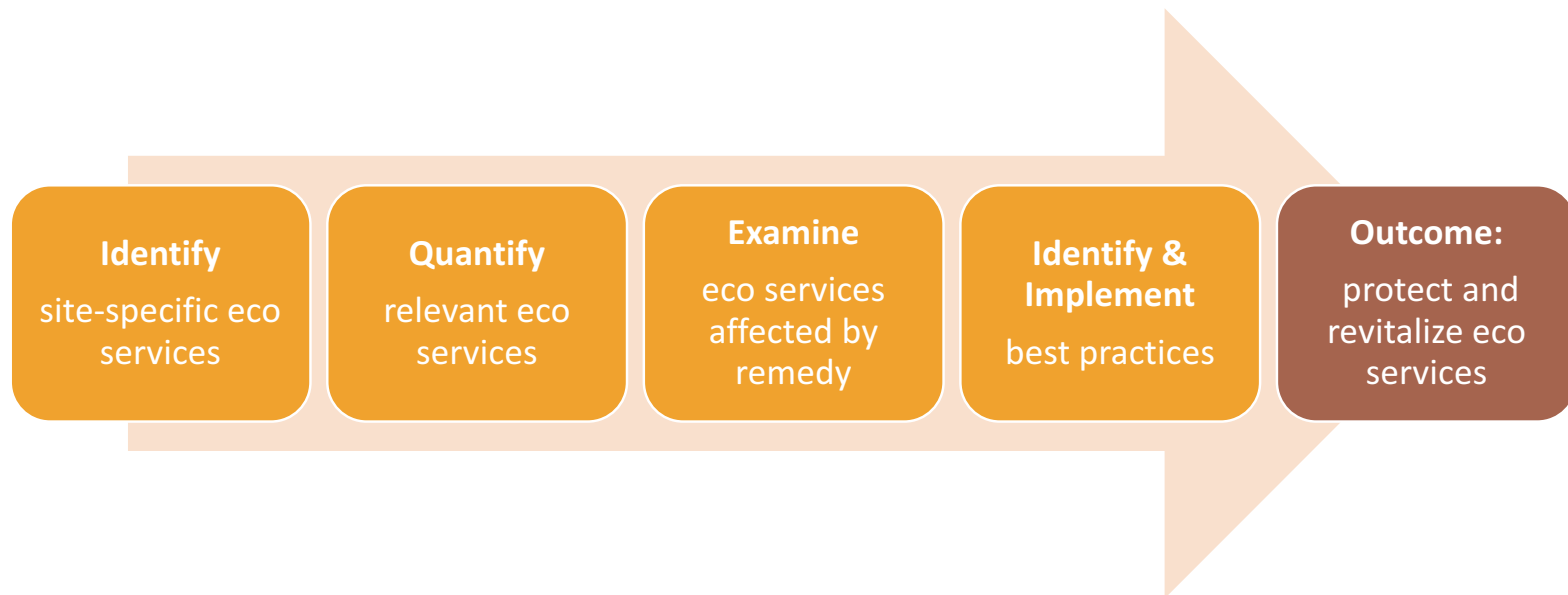 Identify
site-specific eco
services
Quantify
relevant eco
services
Examine
eco services
affected by
remedy
Identify &
Implement
best practices
Outcome:
protect and
revitalize eco
services